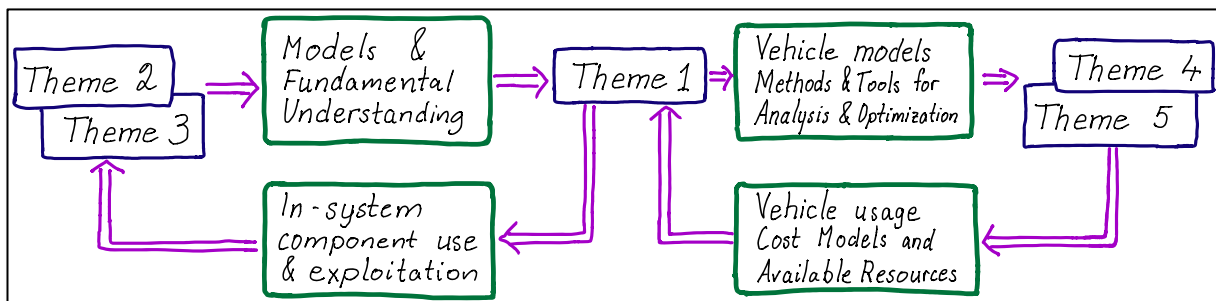 Theme 2
Theme 3
Models &
Fundamental
Understanding
Theme 1
Vehicle models
Methods & Tools for
Analysis & Optimization
Theme 4
Theme 5
In-system
component use
& exploitation
Vehicle usage
Cost Models and
Available Resources